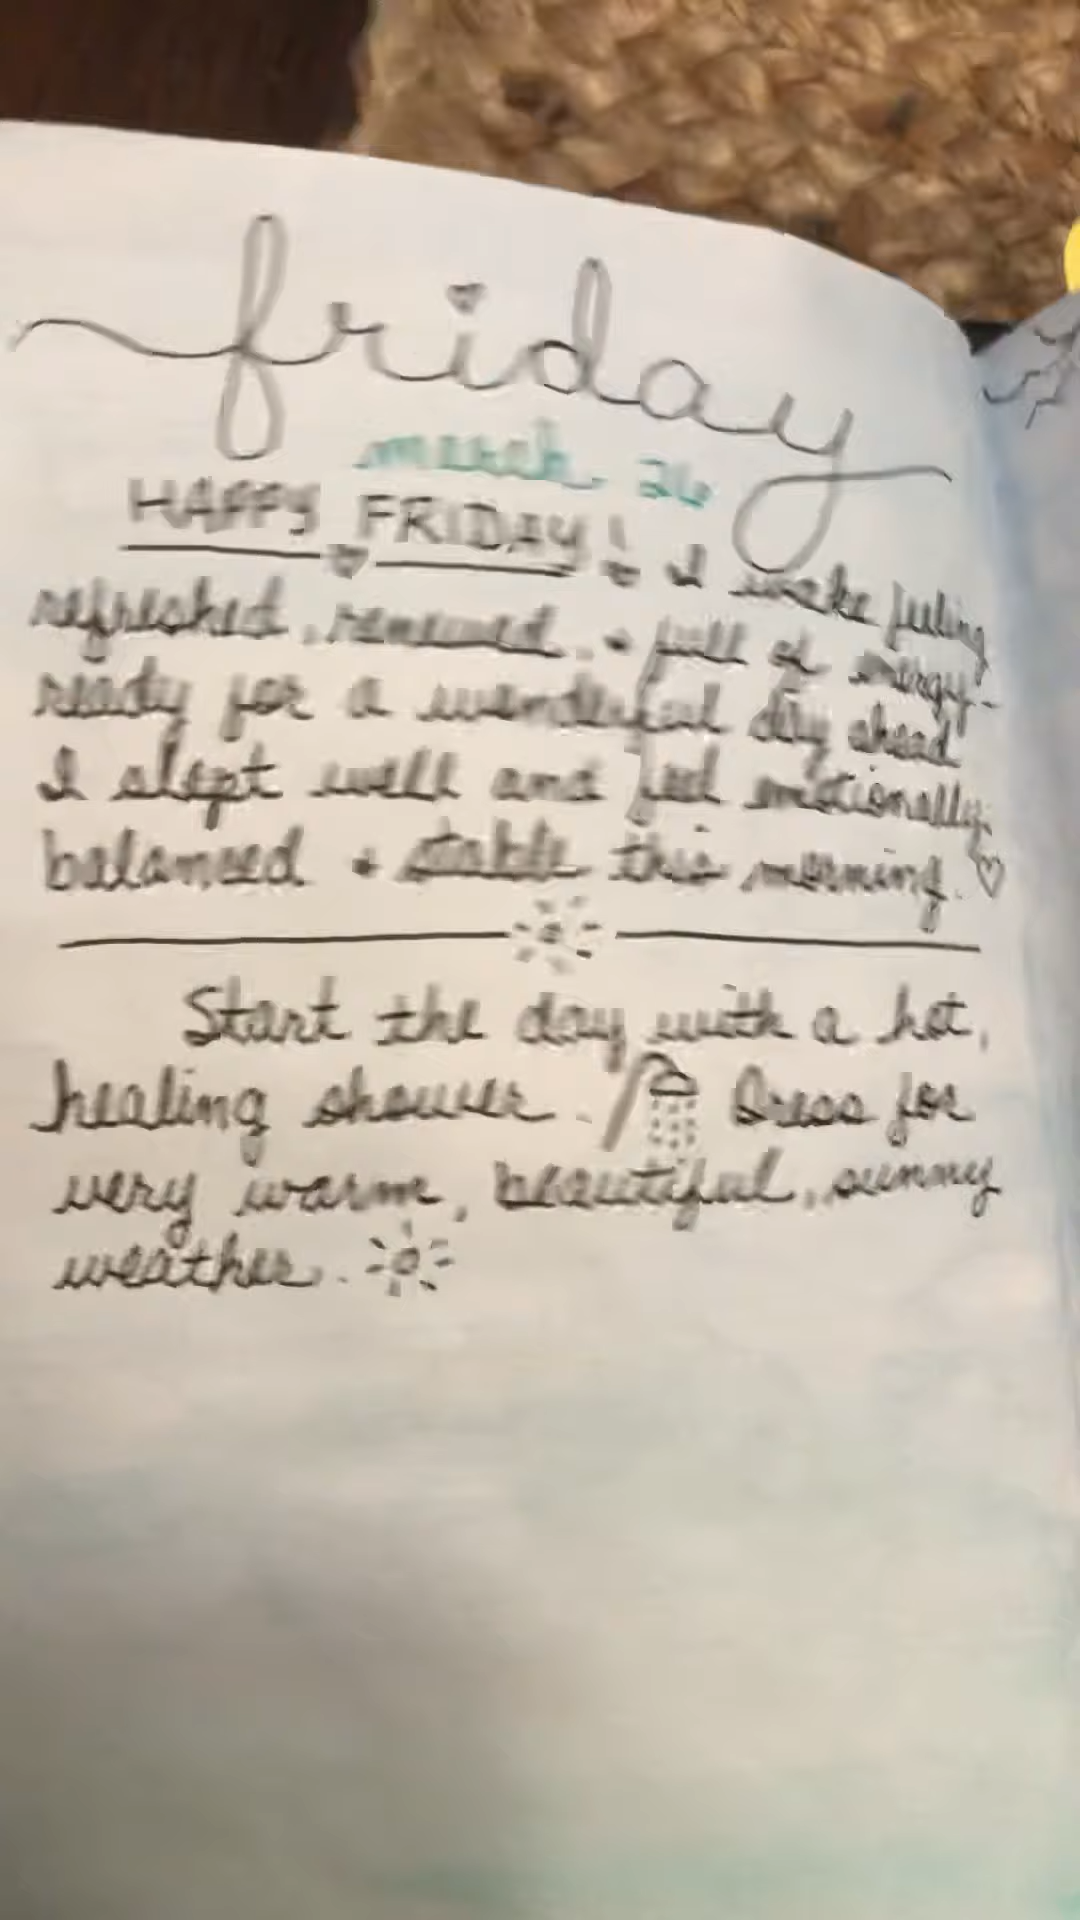 friday
march 26
HAPPY FRIDAY! I wake feeling
refreshed, renewed, + full of energy-
ready for a wonderful day ahead
I slept well and feel emotionally
balanced + stable this morning.
Start the day with a hot,
healing shower. Dress for
very warm, beautiful, sunny
weather.